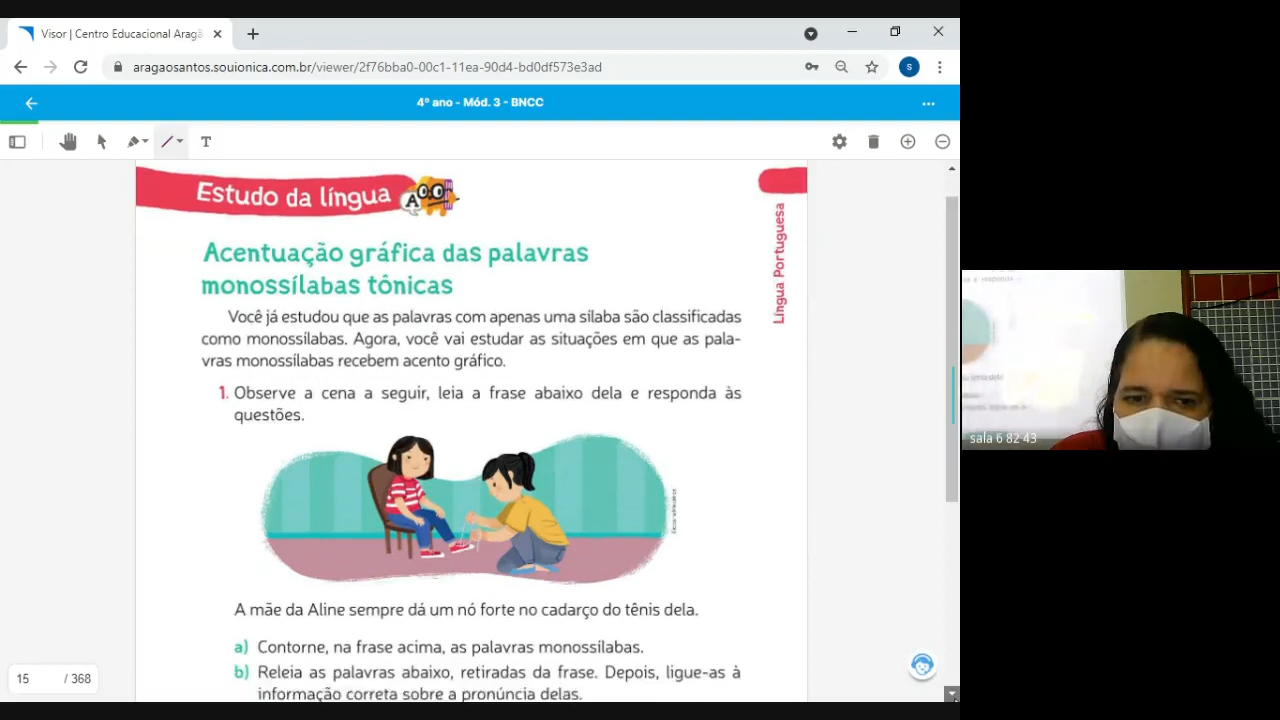 Visor | Centro Educacional Aragã
aragaosantos.souionica.com.br/viewer/2f76bba0-00c1-11ea-90d4-bd0df573e3ad
s
4º ano - Mód. 3 - BNCC
T
Estudo da língua
A
Língua Portuguesa
Acentuação gráfica das palavras
monossílabas tônicas
Você já estudou que as palavras com apenas uma sílaba são classificadas
como monossílabas. Agora, você vai estudar as situações em que as pala-
vras monossílabas recebem acento gráfico.
1. Observe a cena a seguir, leia a frase abaixo dela e responda às
questões.
A mãe da Aline sempre dá um nó forte no cadarço do tênis dela.
a) Contorne, na frase acima, as palavras monossílabas.
b) Releia as palavras abaixo, retiradas da frase. Depois, ligue-as à
informação correta sobre a pronúncia delas.
15 / 368
sala 6 82 43